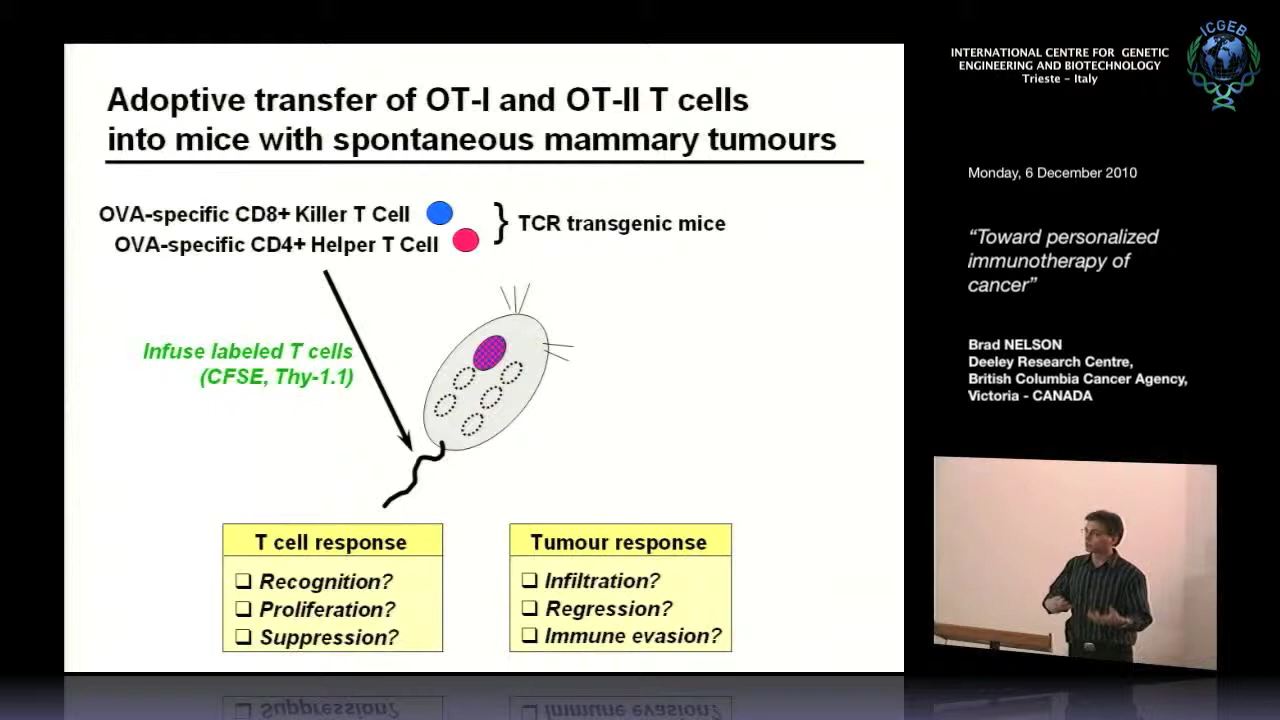 Adoptive transfer of OT-I and OT-II T cells
into mice with spontaneous mammary tumours
OVA-specific CD8+ Killer T Cell
OVA-specific CD4+ Helper T Cell
} TCR transgenic mice
Infuse labeled T cells
(CFSE, Thy-1.1)
T cell response
❑ Recognition?
❑ Proliferation?
❑ Suppression?
Tumour response
❑ Infiltration?
❑ Regression?
❑ Immune evasion?
INTERNATIONAL CENTRE FOR GENETIC
ENGINEERING AND BIOTECHNOLOGY
Trieste - Italy
ICGEB
Monday, 6 December 2010
“Toward personalized
immunotherapy of
cancer”
Brad NELSON
Deeley Research Centre,
British Columbia Cancer Agency,
Victoria - CANADA